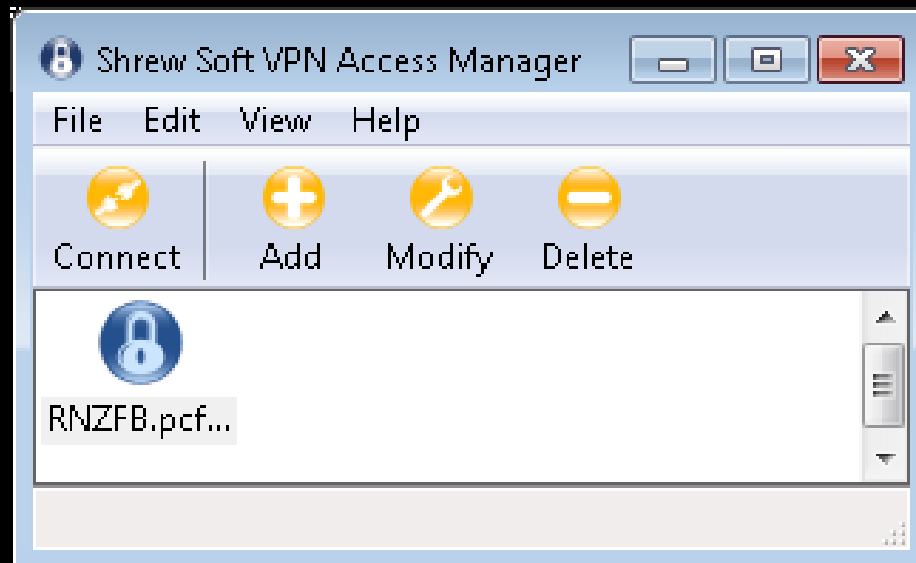 Shrew Soft VPN Access Manager
File Edit View Help
Connect Add Modify Delete
RNZFB.pcf...